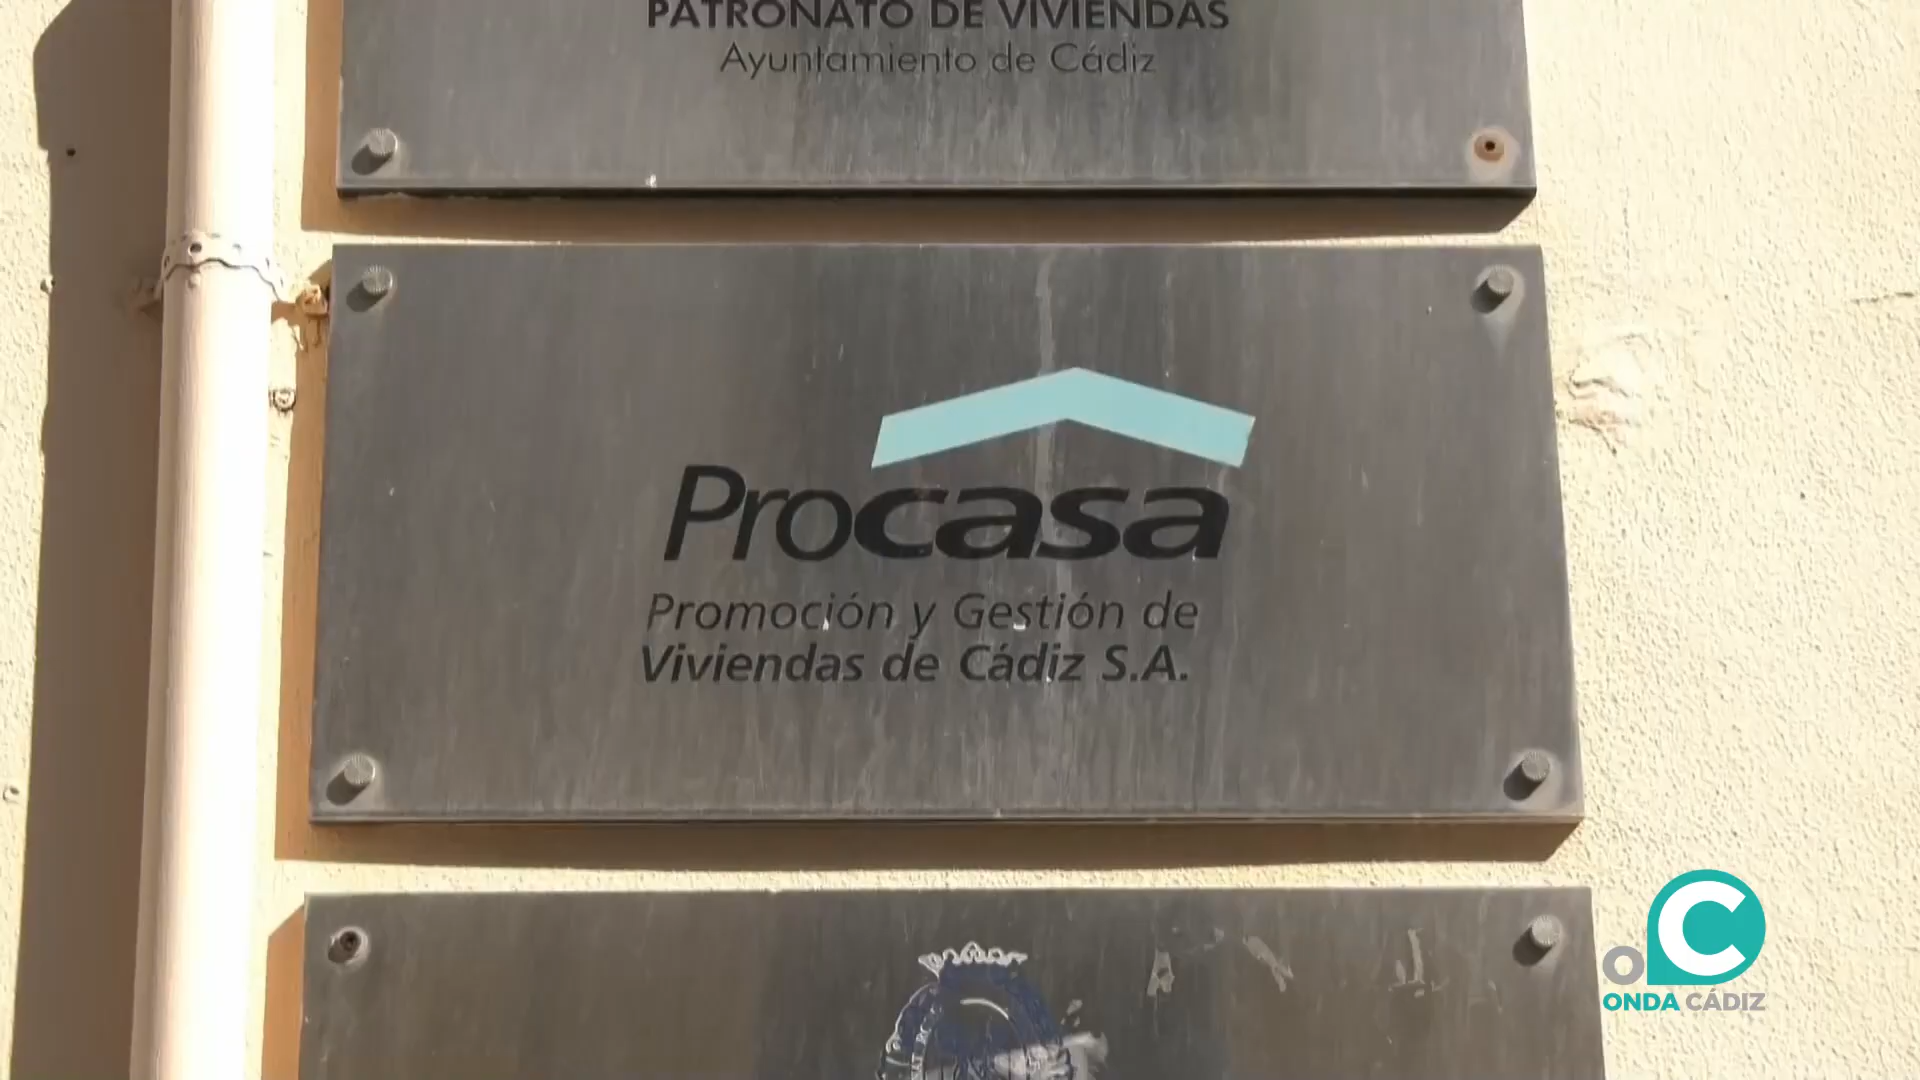 PATRONATO DE VIVIENDAS
Ayuntamiento de Cádiz
Procasa
Promoción y Gestión de
Viviendas de Cádiz S.A.
O C
ONDA CÁDIZ